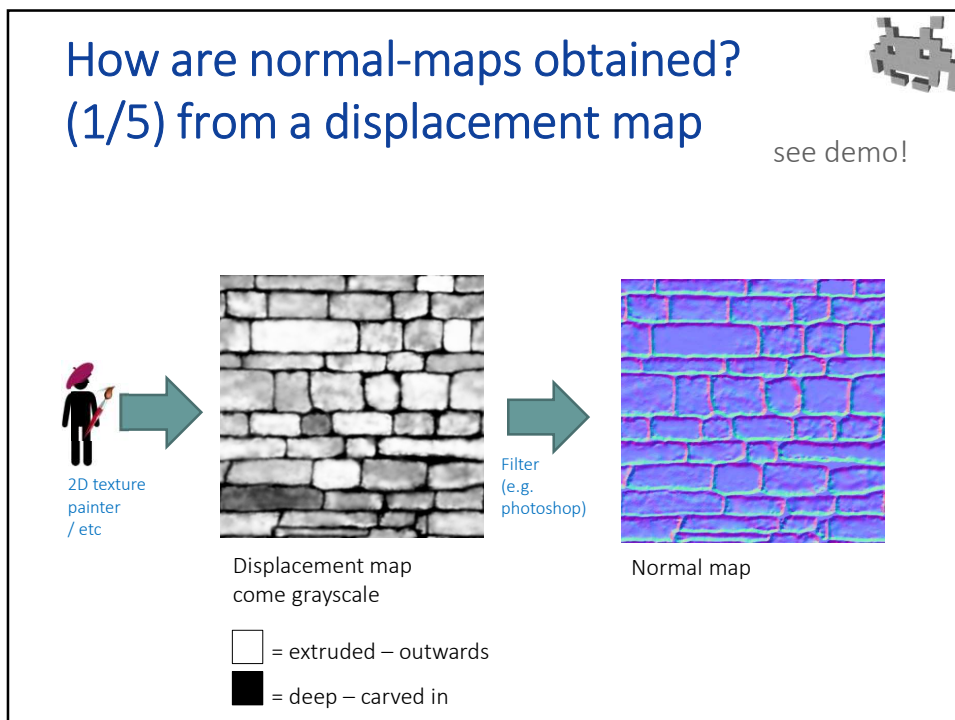 How are normal-maps obtained?
(1/5) from a displacement map
see demo!
2D texture
painter
/ etc
Filter
(e.g.
photoshop)
Displacement map
come grayscale
Normal map
= extruded – outwards
= deep – carved in